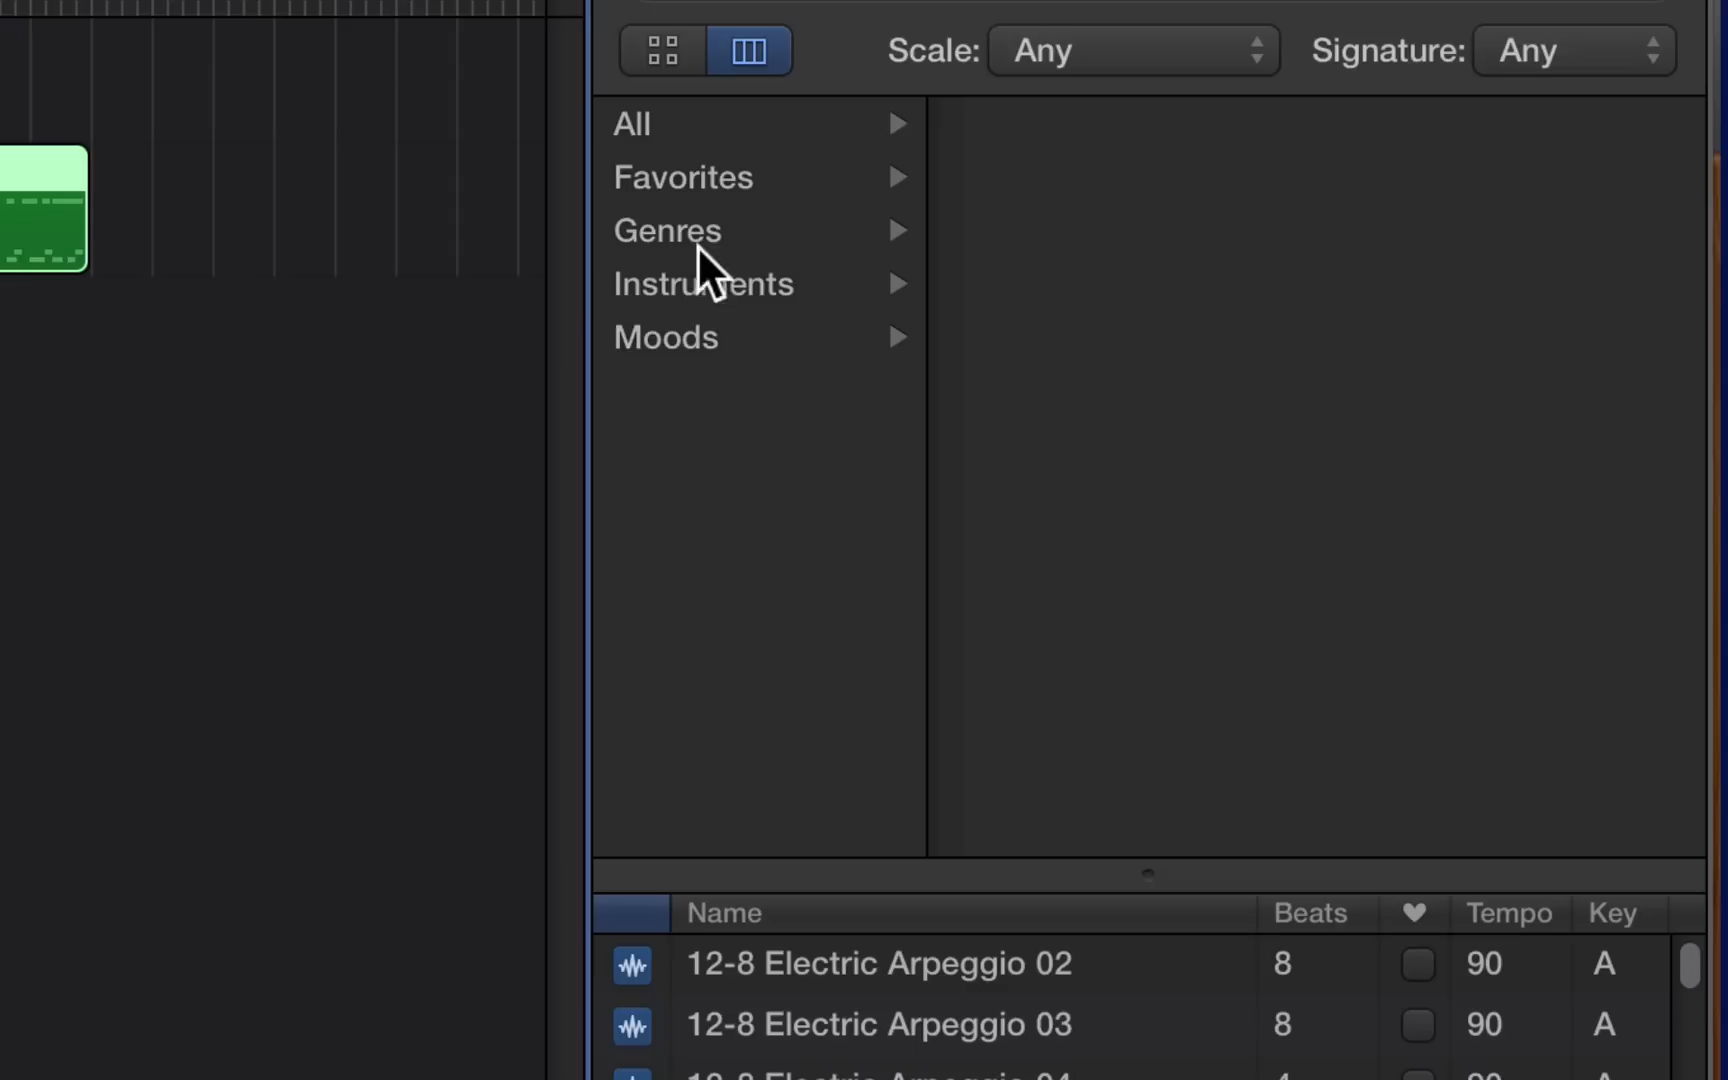 Scale: Any Signature: Any
All
Favorites
Genres
Instruments
Moods
Name Beats Tempo Key
12-8 Electric Arpeggio 02 8 90 A
12-8 Electric Arpeggio 03 8 90 A